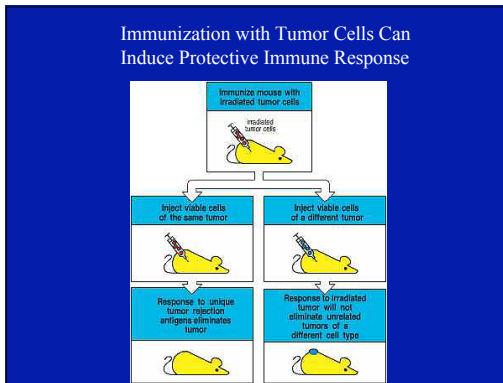 Immunization with Tumor Cells Can
Induce Protective Immune Response
Immunize mouse with
irradiated tumor cells
irradiated
tumor cells
Inject viable cells
of the same tumor
Inject viable cells
of a different tumor
Response to unique
tumor rejection
antigens eliminates
tumor
Response to irradiated
tumor will not
eliminate unrelated
tumors of a
different cell type